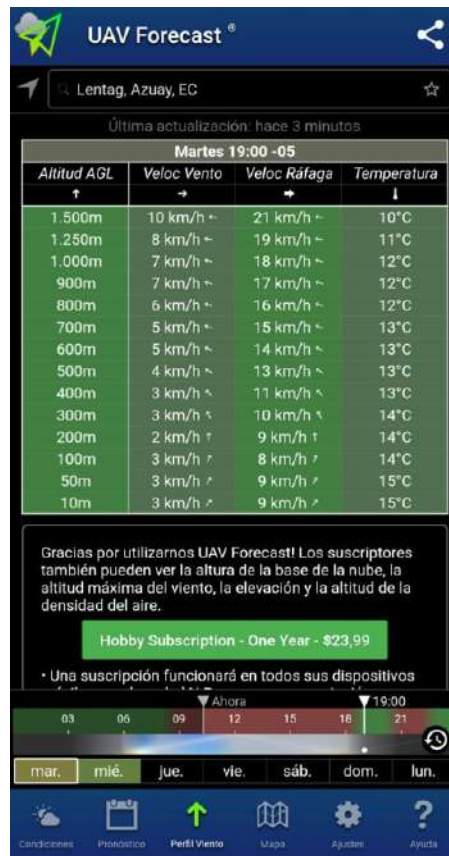 UAV Forecast ®
Lentag, Azuay, EC
Última actualización: hace 3 minutos
Martes 19:00 -05
Altitud AGL Veloc Vento Veloc Ráfaga Temperatura
↑ → ➡ 🌡
1.500m 10 km/h ← 21 km/h ← 10°C
1.250m 8 km/h ← 19 km/h ← 11°C
1.000m 7 km/h ← 18 km/h ← 12°C
900m 7 km/h ↖ 17 km/h ↖ 12°C
800m 6 km/h ↖ 16 km/h ↖ 12°C
700m 5 km/h ↖ 15 km/h ↖ 13°C
600m 5 km/h ↖ 14 km/h ↖ 13°C
500m 4 km/h ↖ 13 km/h ↖ 13°C
400m 3 km/h ↖ 11 km/h ↖ 13°C
300m 3 km/h ↖ 10 km/h ↖ 14°C
200m 2 km/h ↑ 9 km/h ↑ 14°C
100m 3 km/h ↗ 8 km/h ↗ 14°C
50m 3 km/h ↗ 9 km/h ↗ 15°C
10m 3 km/h ↗ 9 km/h ↗ 15°C
Gracias por utilizarnos UAV Forecast! Los suscriptores
también pueden ver la altura de la base de la nube, la
altitud máxima del viento, la elevación y la altitud de la
densidad del aire.
Hobby Subscription - One Year - $23,99
• Una suscripción funcionará en todos sus dispositivos
Ahora 19:00
03 06 09 12 15 18 21
mar. mié. jue. vie. sáb. dom. lun.
Condiciones Pronóstico Perfil Viento Mapa Ajustes Ayuda